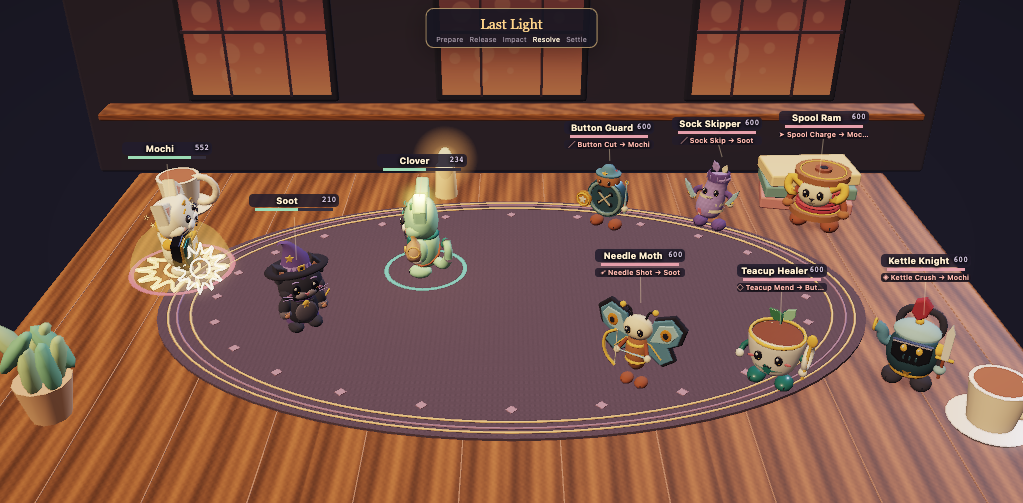 Last Light
Prepare Release Impact Resolve Settle
Mochi 552
Soot 210
Clover 234
Button Guard 600
Button Cut → Mochi
Sock Skipper 600
Sock Skip → Soot
Spool Ram 600
Spool Charge → Moc...
Needle Moth 600
Needle Shot → Soot
Teacup Healer 600
Teacup Mend → But...
Kettle Knight 600
Kettle Crush → Mochi